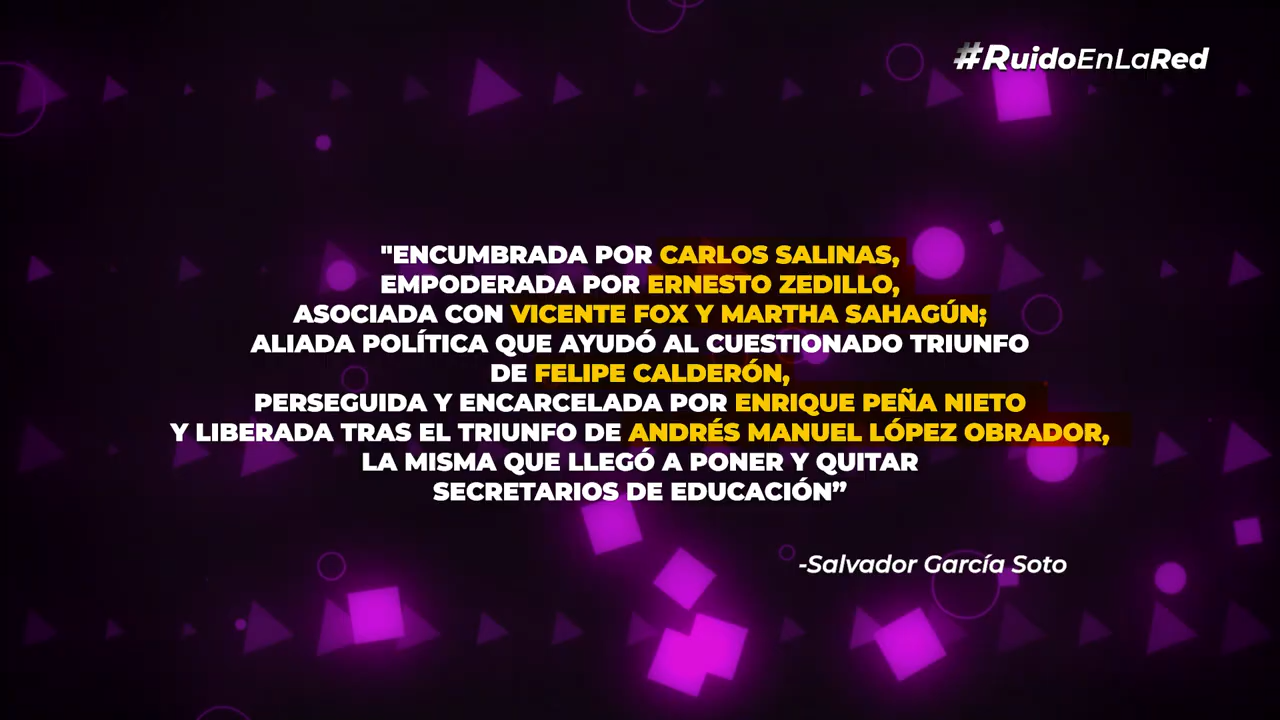 #RuidoEnLaRed
"ENCUMBRADA POR CARLOS SALINAS,
EMPODERADA POR ERNESTO ZEDILLO,
ASOCIADA CON VICENTE FOX Y MARTHA SAHAGÚN;
ALIADA POLÍTICA QUE AYUDÓ AL CUESTIONADO TRIUNFO
DE FELIPE CALDERÓN,
PERSEGUIDA Y ENCARCELADA POR ENRIQUE PEÑA NIETO
Y LIBERADA TRAS EL TRIUNFO DE ANDRÉS MANUEL LÓPEZ OBRADOR,
LA MISMA QUE LLEGÓ A PONER Y QUITAR
SECRETARIOS DE EDUCACIÓN”
-Salvador García Soto